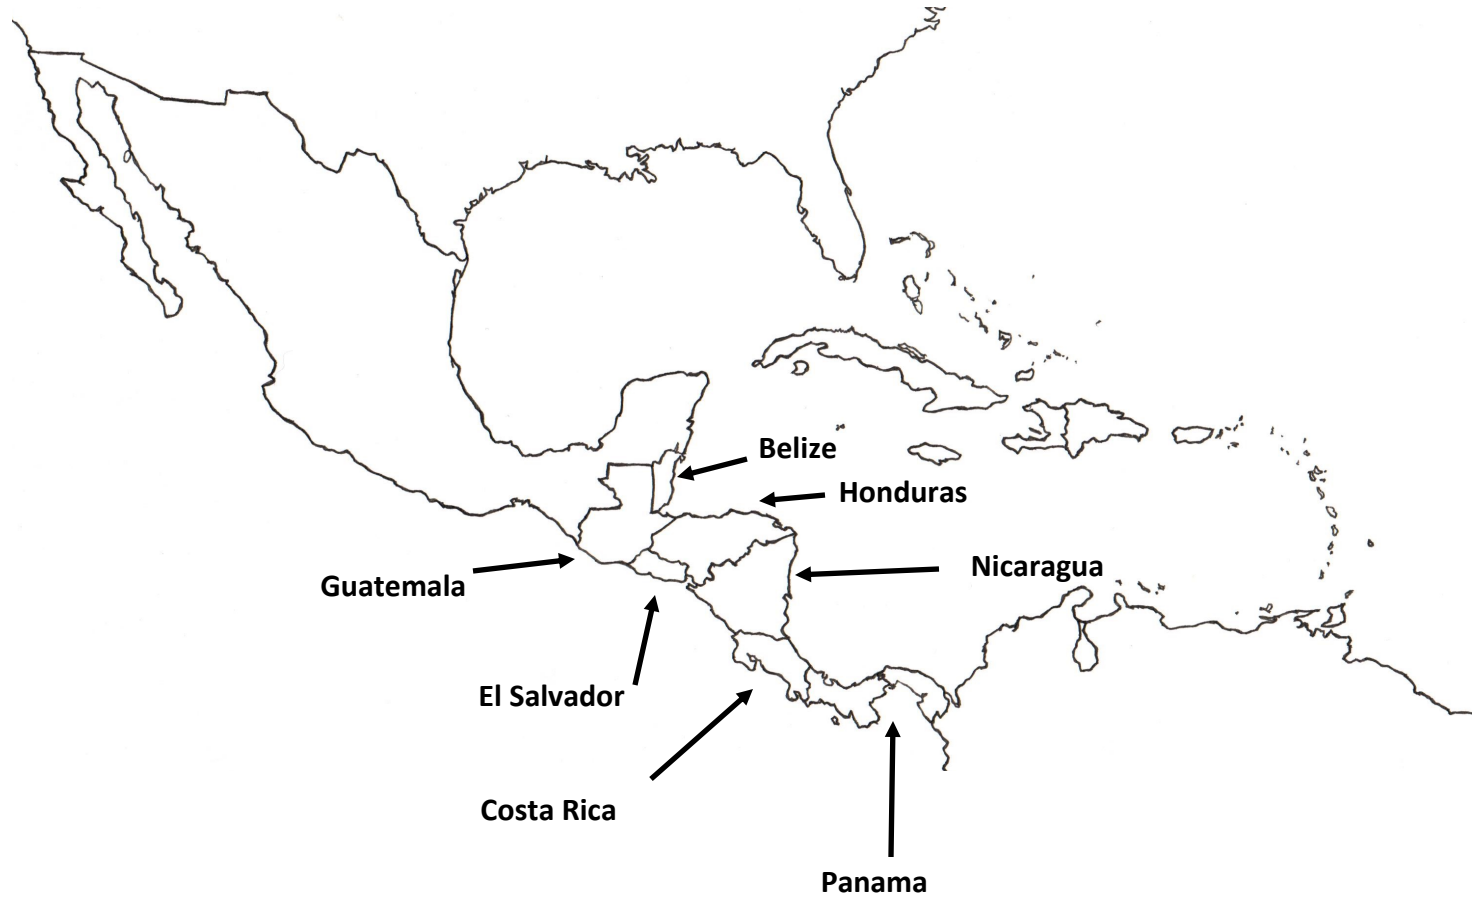 Belize
Honduras
Nicaragua
Guatemala
El Salvador
Costa Rica
Panama